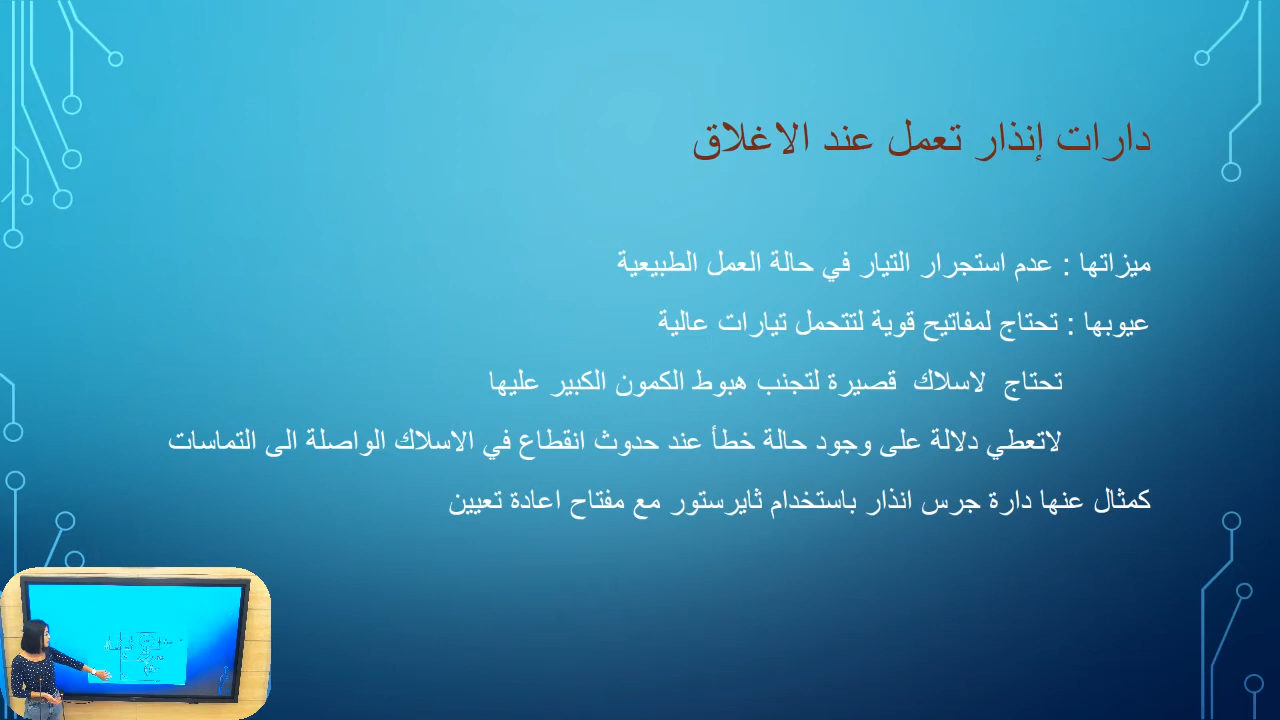 دارات إنذار تعمل عند الاغلاق
ميزاتها : عدم استجرار التيار في حالة العمل الطبيعية
عيوبها : تحتاج لمفاتيح قوية لتتحمل تيارات عالية
تحتاج لاسلاك قصيرة لتجنب هبوط الكمون الكبير عليها
لاتعطي دلالة على وجود حالة خطأ عند حدوث انقطاع في الاسلاك الواصلة الى التماسات
كمثال عنها دارة جرس انذار باستخدام ثايرستور مع مفتاح اعادة تعيين